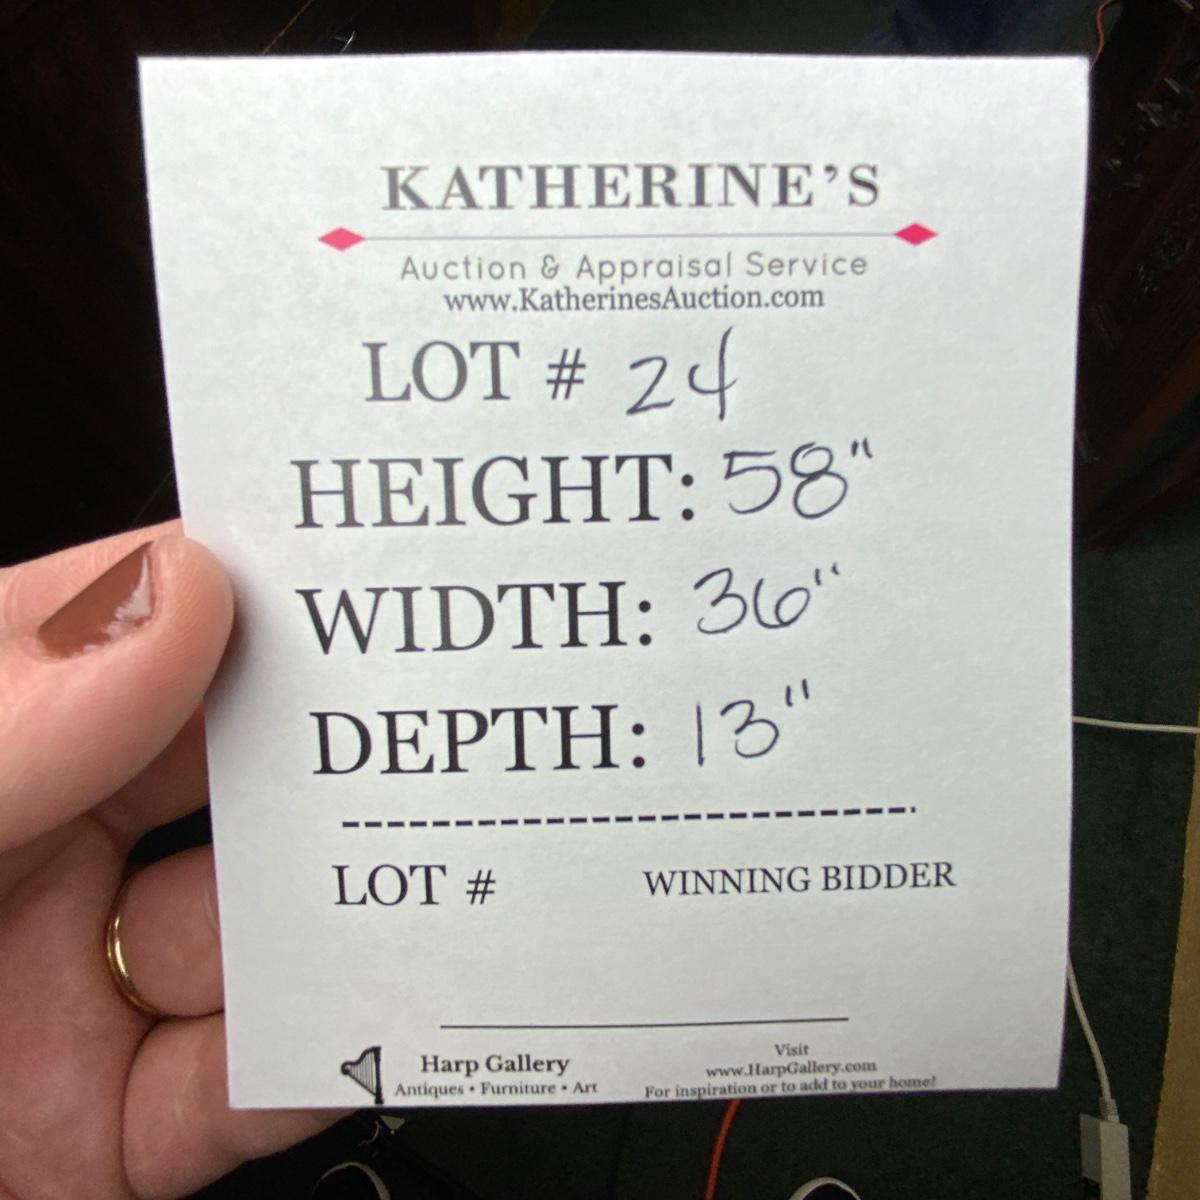 KATHERINE'S
Auction & Appraisal Service
www.KatherinesAuction.com
LOT # 24
HEIGHT: 58"
WIDTH: 36"
DEPTH: 13"
LOT # WINNING BIDDER
Harp Gallery
Antiques • Furniture • Art
Visit
www.HarpGallery.com
For inspiration or to add to your home!